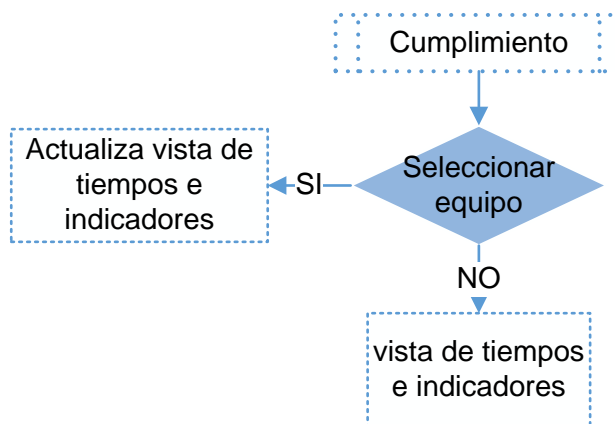 Cumplimiento
Actualiza vista de
tiempos e
indicadores
SI
Seleccionar
equipo
NO
vista de tiempos
e indicadores